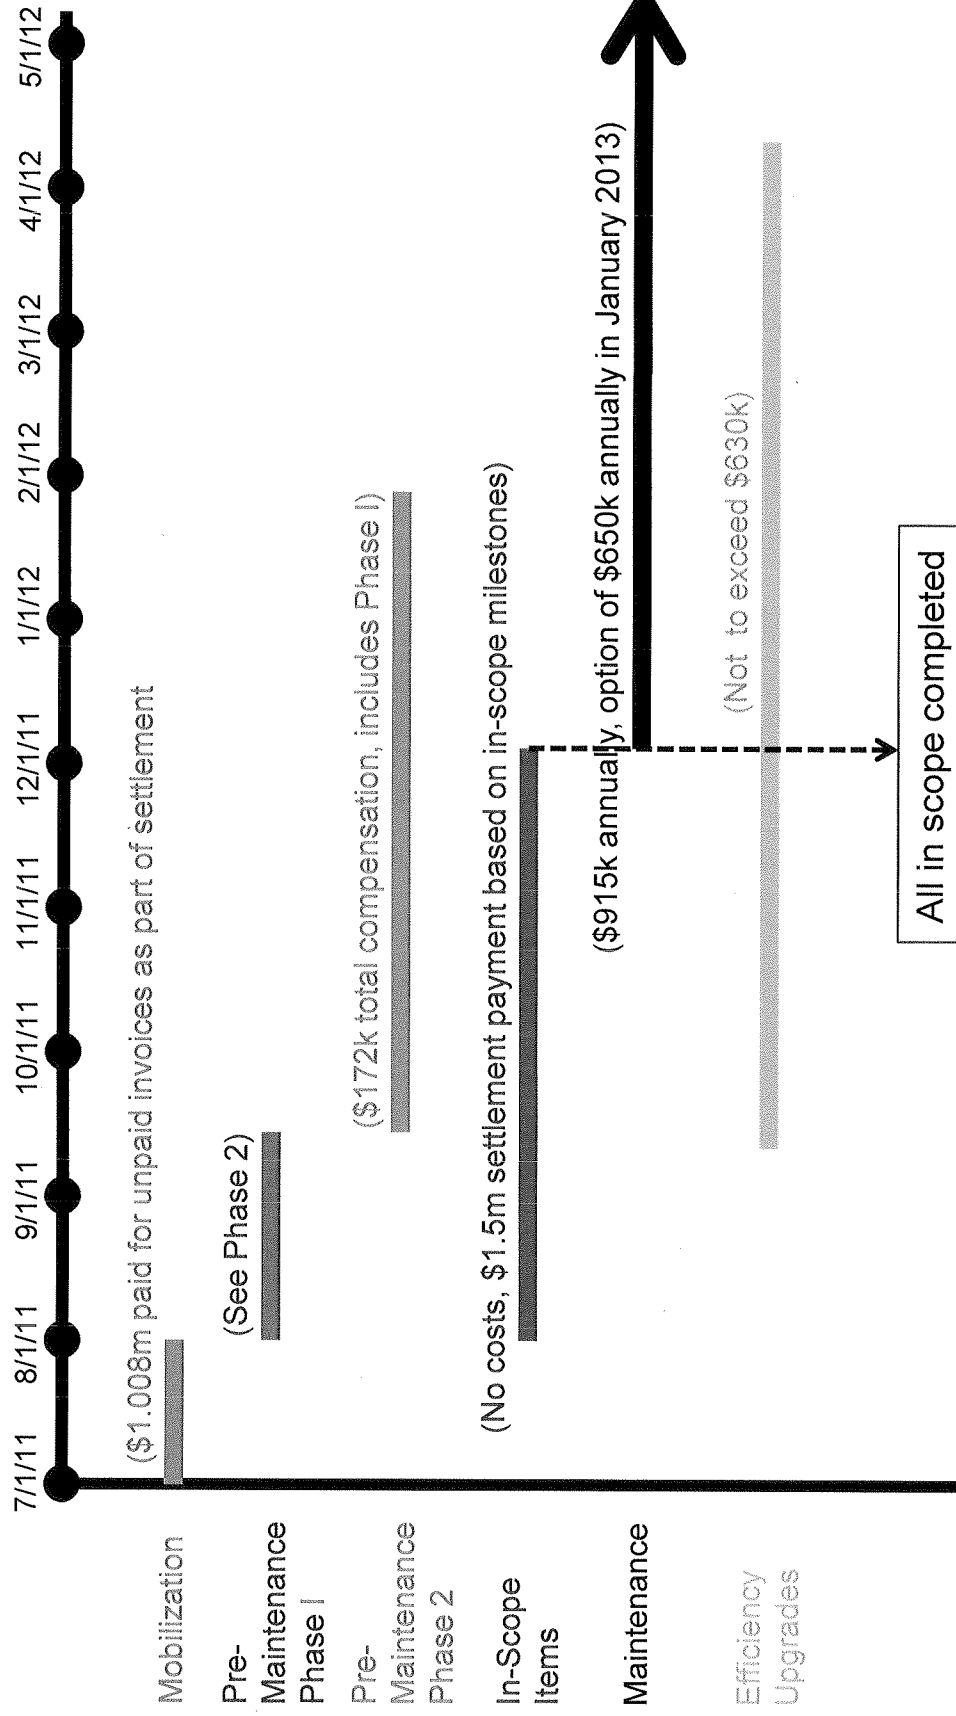 7/1/11 8/1/11 9/1/11 10/1/11 11/1/11 12/1/11 1/1/12 2/1/12 3/1/12 4/1/12 5/1/12
Mobilization
($1.008m paid for unpaid invoices as part of settlement
Pre-
Maintenance
Phase I
(See Phase 2)
Pre-
Maintenance
Phase 2
($172k total compensation, includes Phase I)
In-Scope
Items
(No costs, $1.5m settlement payment based on in-scope milestones)
Maintenance
($915k annually, option of $650k annually in January 2013)
Efficiency
Upgrades
(Not to exceed $630k)
All in scope completed